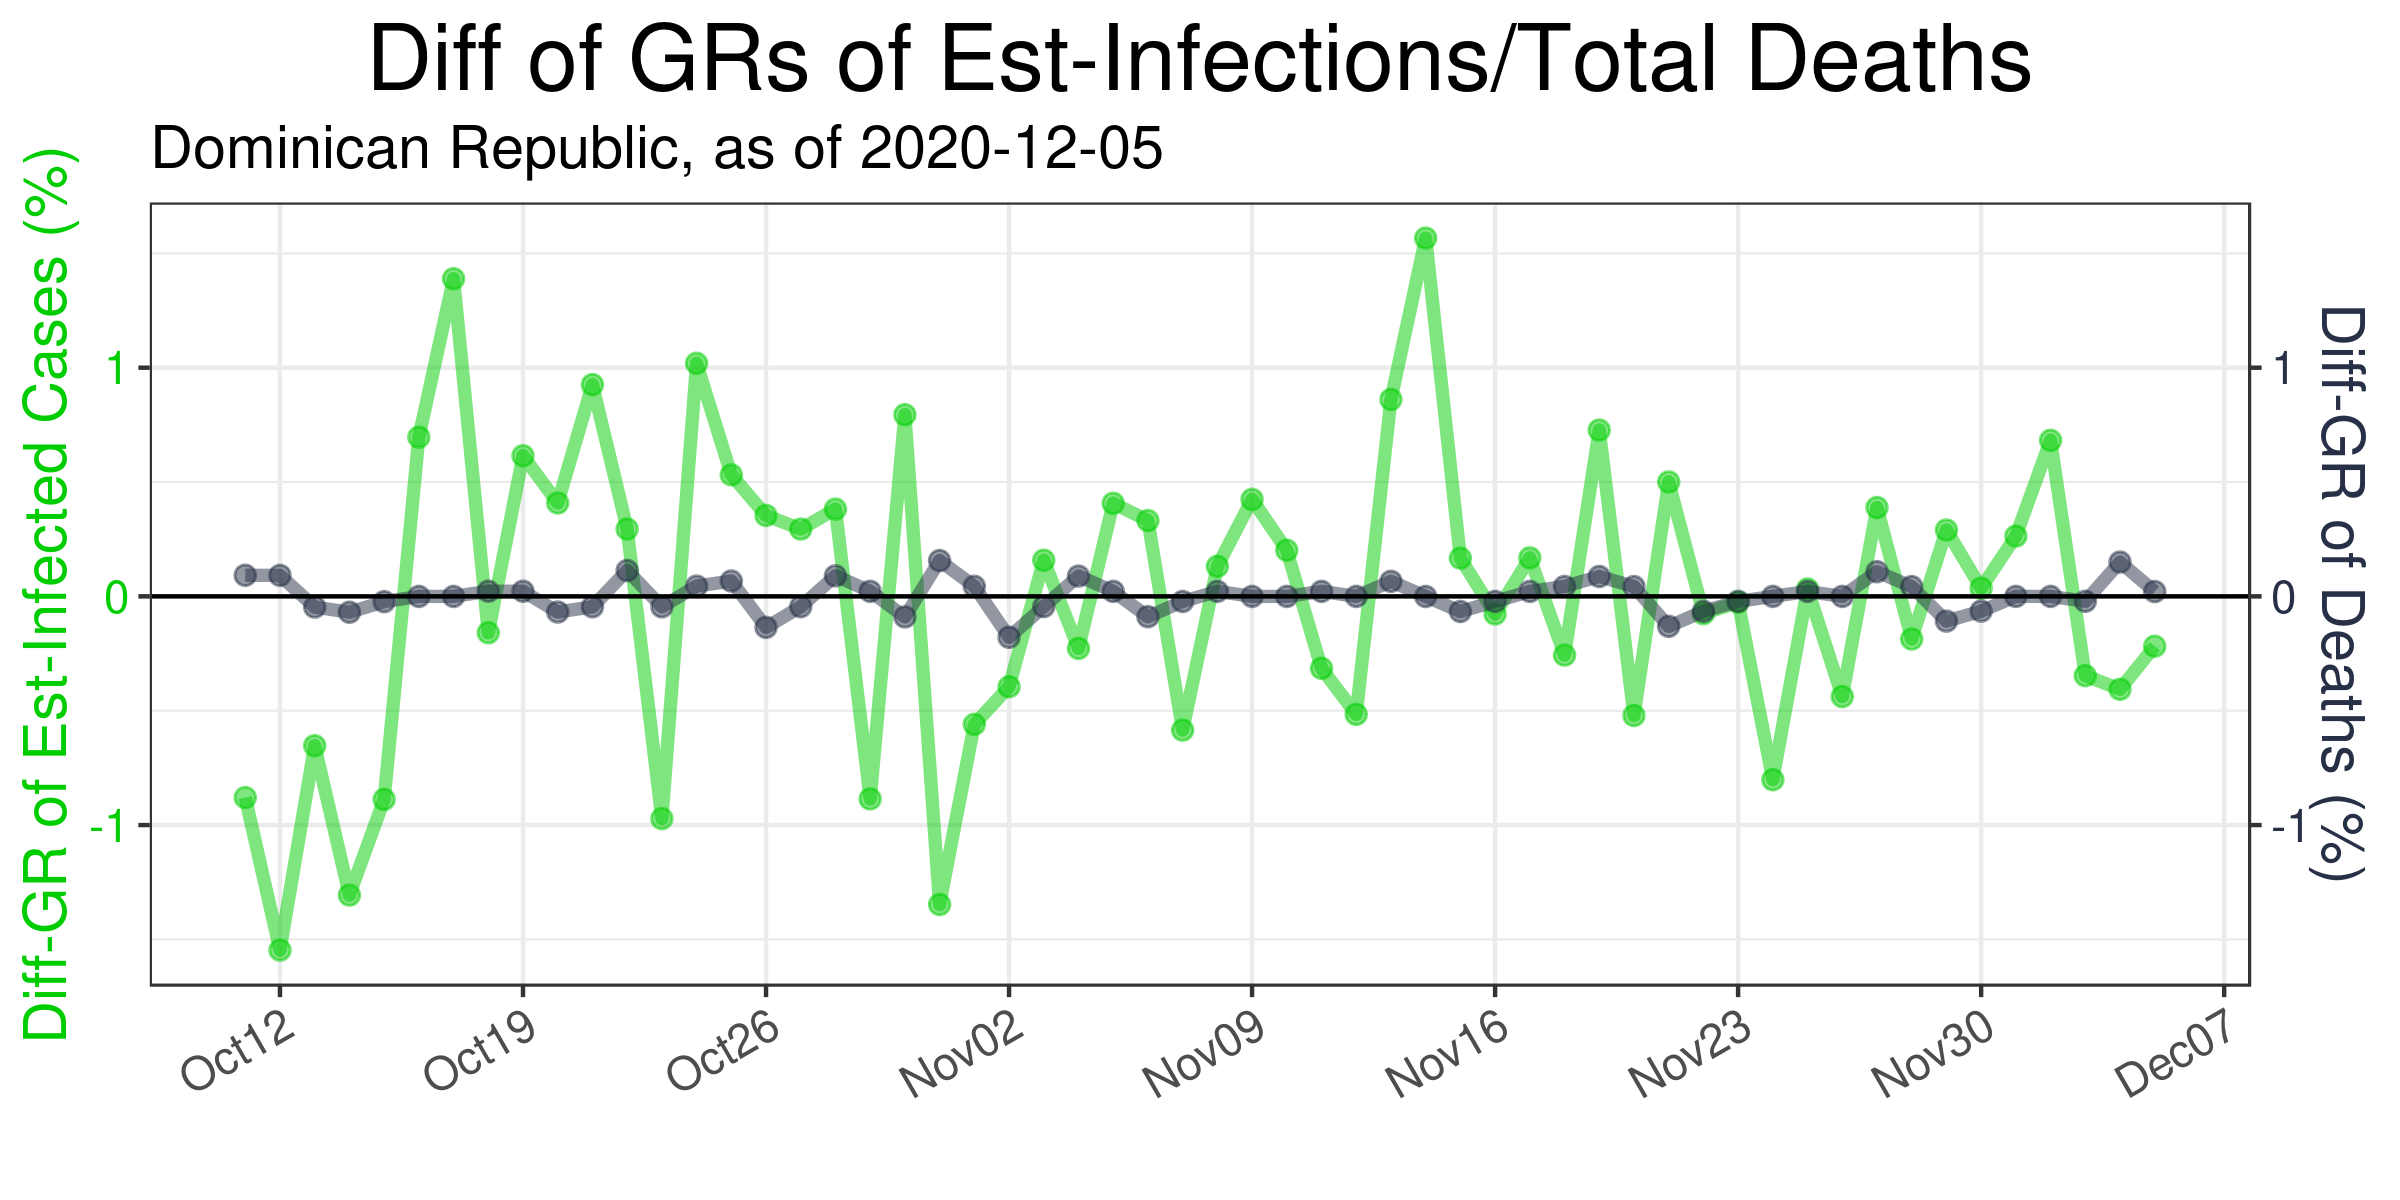 Diff of GRs of Est-Infections/Total Deaths
Dominican Republic, as of 2020-12-05
Diff-GR of Est-Infected Cases (%)
1
0
-1
1
0
-1
Diff-GR of Deaths (%)
Oct12
Oct19
Oct26
Nov02
Nov09
Nov16
Nov23
Nov30
Dec07